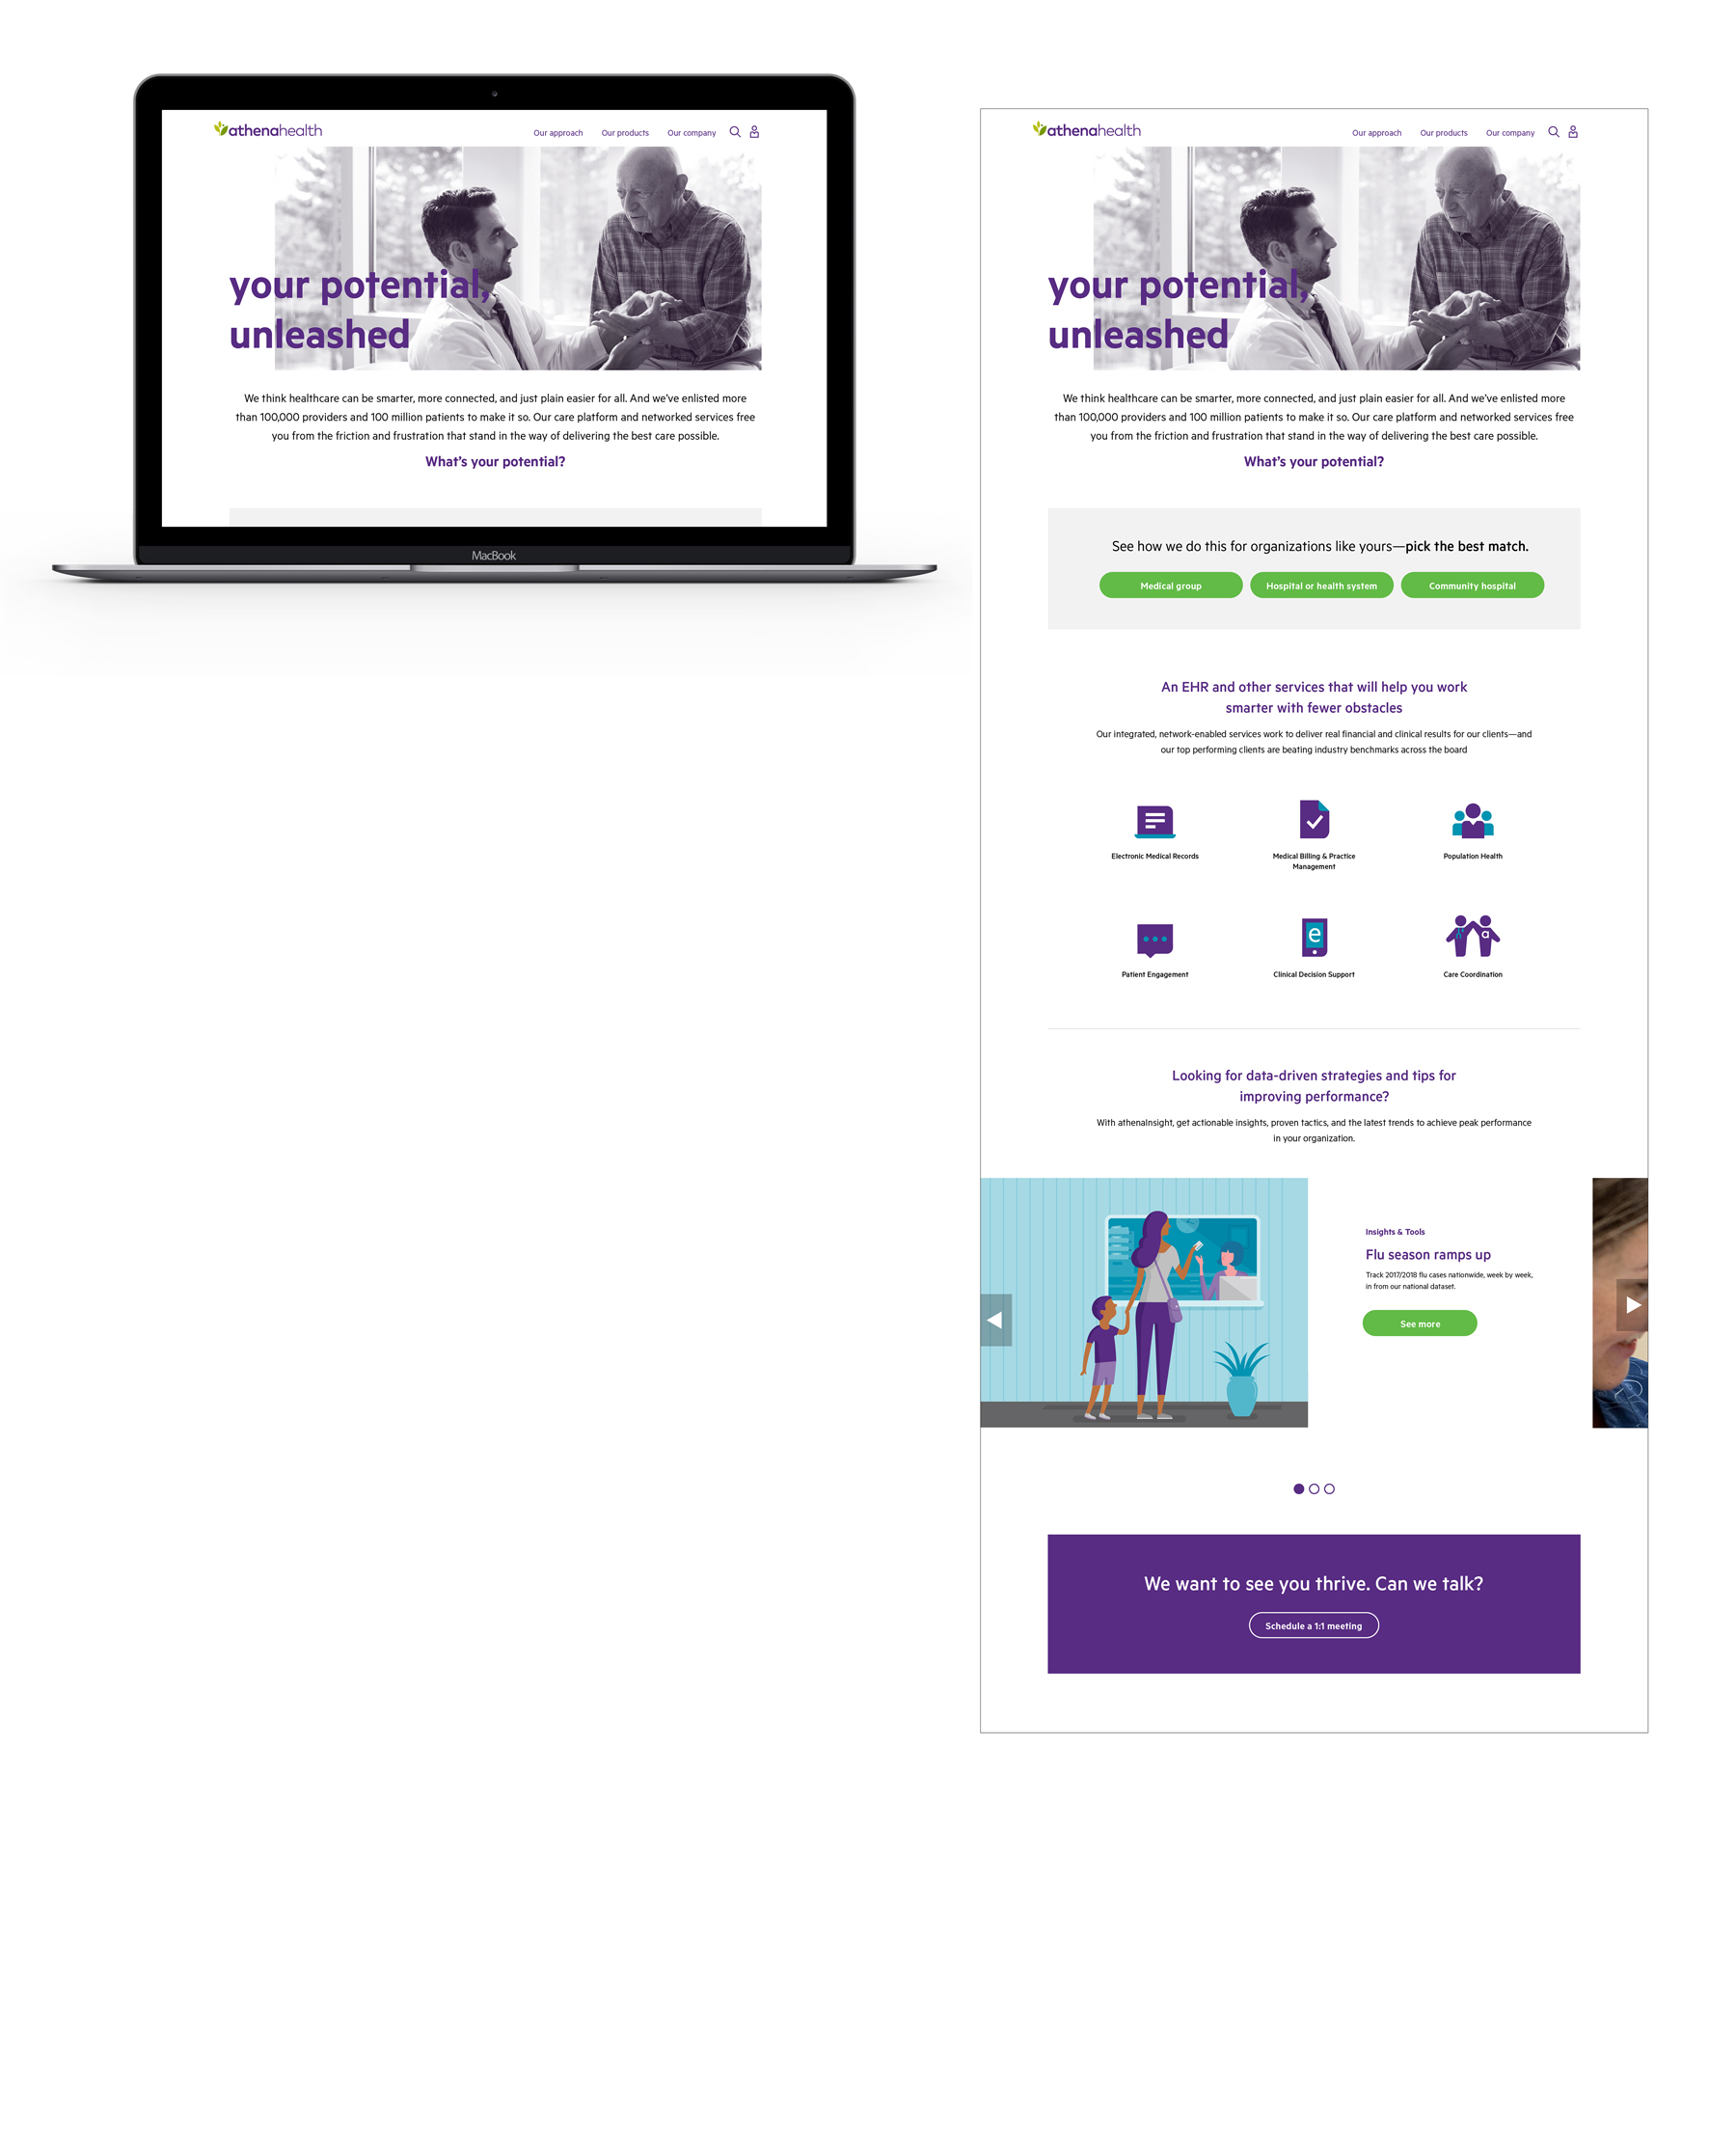 athenahealth
Our approach
Our products
Our company
your potential,
unleashed
We think healthcare can be smarter, more connected, and just plain easier for all. And we've enlisted more
than 100,000 providers and 100 million patients to make it so. Our care platform and networked services free
you from the friction and frustration that stand in the way of delivering the best care possible.
What's your potential?
MacBook
athenahealth
Our approach
Our products
Our company
your potential,
unleashed
We think healthcare can be smarter, more connected, and just plain easier for all. And we've enlisted more
than 100,000 providers and 100 million patients to make it so. Our care platform and networked services free
you from the friction and frustration that stand in the way of delivering the best care possible.
What's your potential?
See how we do this for organizations like yours—pick the best match.
Medical group
Hospital or health system
Community hospital
An EHR and other services that will help you work
smarter with fewer obstacles
Our integrated, network-enabled services work to deliver real financial and clinical results for our clients—and
our top performing clients are beating industry benchmarks across the board
Electronic Medical Records
Medical Billing & Practice
Management
Population Health
e
a
Patient Engagement
Clinical Decision Support
Care Coordination
Looking for data-driven strategies and tips for
improving performance?
With athenaInsight, get actionable insights, proven tactics, and the latest trends to achieve peak performance
in your organization.
Insights & Tools
Flu season ramps up
Track 2017/2018 flu cases nationwide, week by week,
in from our national dataset.
See more
We want to see you thrive. Can we talk?
Schedule a 1:1 meeting